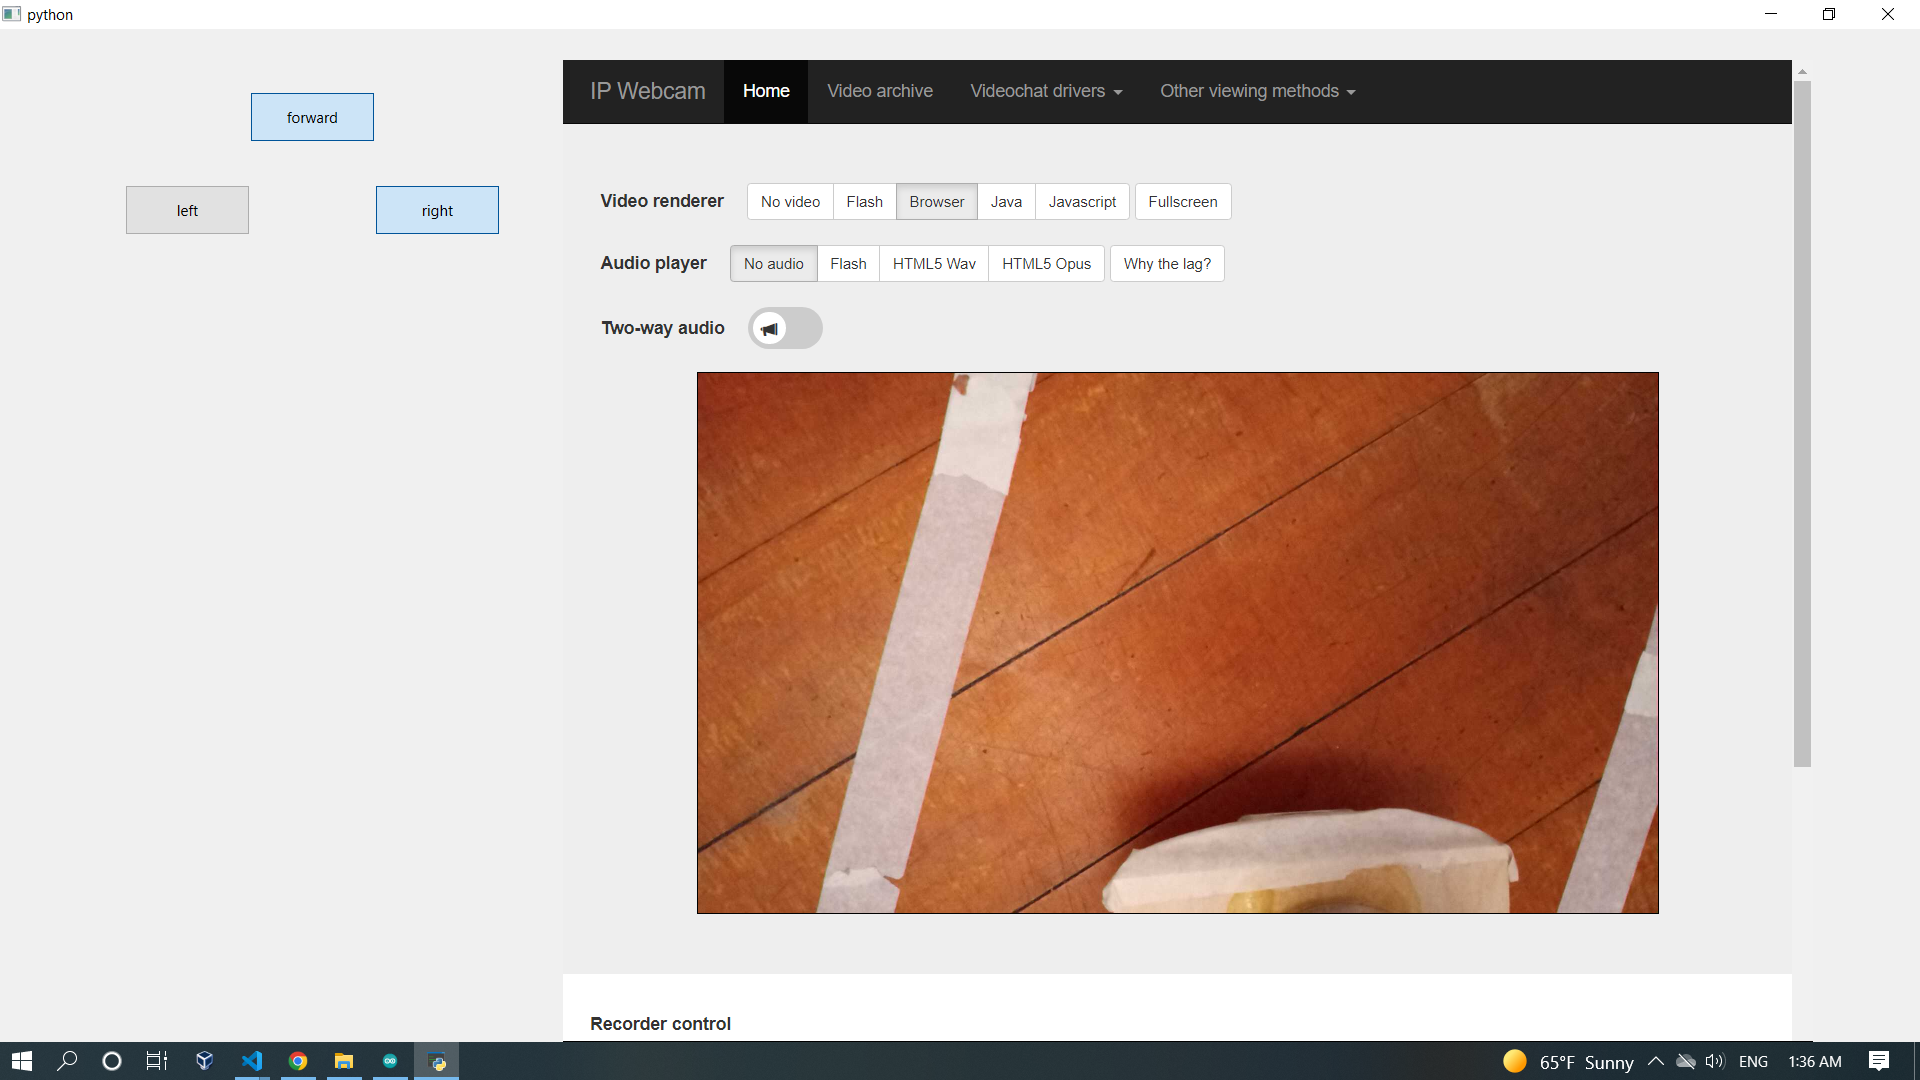 python
forward
left
right
IP Webcam Home Video archive Videochat drivers Other viewing methods
Video renderer No video Flash Browser Java Javascript Fullscreen
Audio player No audio Flash HTML5 Wav HTML5 Opus Why the lag?
Two-way audio
Recorder control
65°F Sunny ENG 1:36 AM